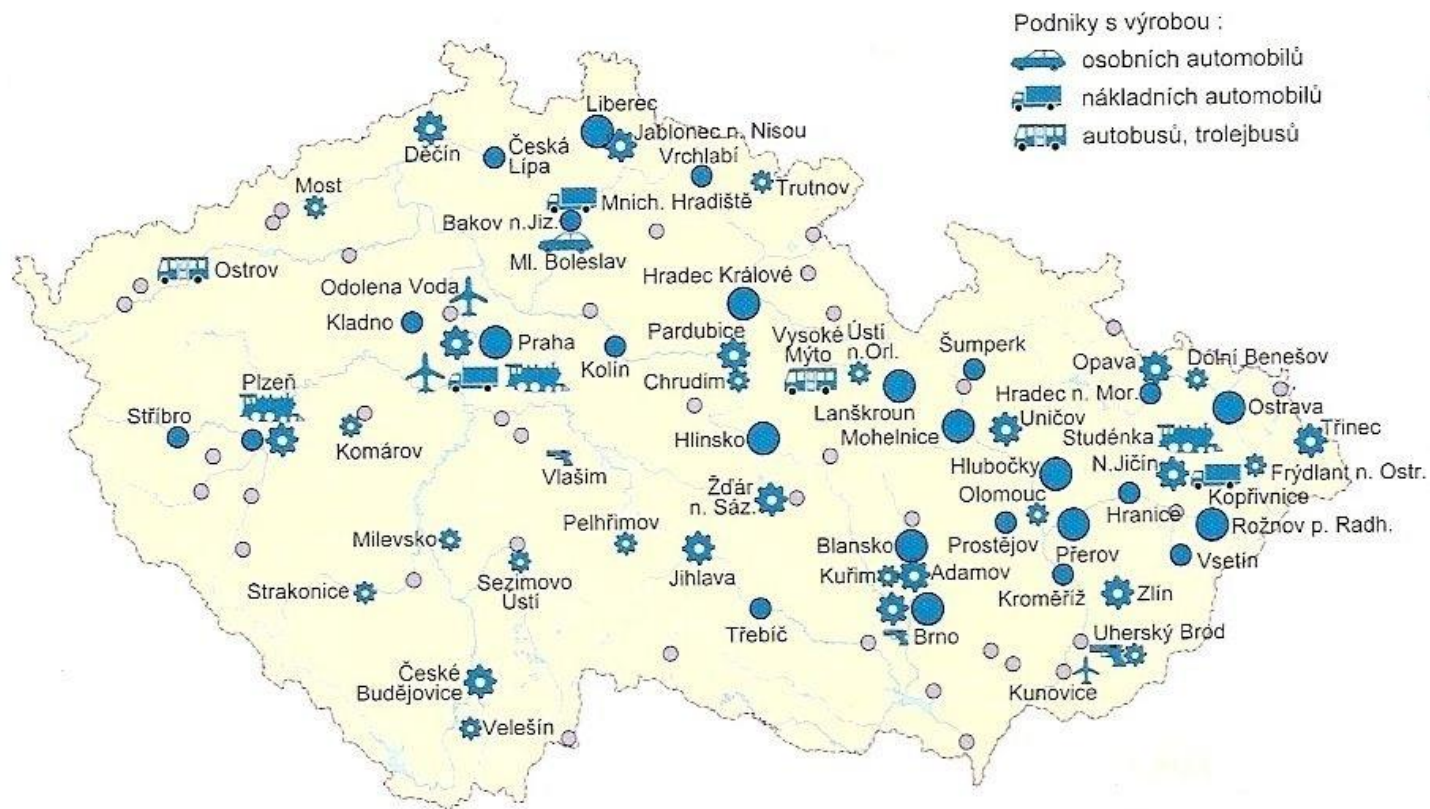 Podniky s výrobou :
osobních automobilů
nákladních automobilů
autobusů, trolejbusů
Liberec
Jablonec n. Nisou
Děčín
Česká
Lípa
Vrchlabí
Trutnov
Most
Mnich. Hradiště
Bakov n.Jiz.
Ml. Boleslav
Ostrov
Odolena Voda
Hradec Králové
Kladno
Praha
Kolín
Pardubice
Chrudim
Vysoké
Mýto
Ústí
n.Orl.
Šumperk
Opava
Dolní Benešov
Hradec n. Mor.
Ostrava
Plzeň
Stříbro
Komárov
Lanškroun
Mohelnice
Uničov
Studénka
Třinec
Hlinsko
Vlašim
Hlubočky
N.Jičín
Frýdlant n. Ostr.
Kopřivnice
Olomouc
Žďár
n. Sáz.
Hranice
Rožnov p. Radh.
Milevsko
Pelhřimov
Jihlava
Blansko
Prostějov
Přerov
Vsetín
Strakonice
Sezimovo
Ústí
Kuřim
Adamov
Kroměříž
Zlín
Třebíč
Brno
Uherský Brod
České
Budějovice
Kunovice
Velešín